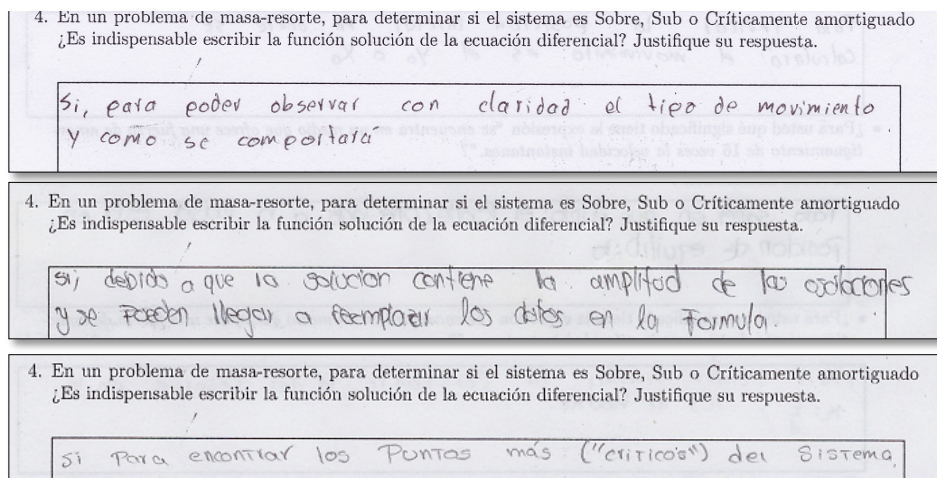 4. En un problema de masa-resorte, para determinar si el sistema es Sobre, Sub o Críticamente amortiguado
¿Es indispensable escribir la función solución de la ecuación diferencial? Justifique su respuesta.
Si, para poder observar con claridad el tipo de movimiento
y como se comportará
4. En un problema de masa-resorte, para determinar si el sistema es Sobre, Sub o Críticamente amortiguado
¿Es indispensable escribir la función solución de la ecuación diferencial? Justifique su respuesta.
si, debido a que la solucion contiene la amplitud de las oscilaciones
y se pueden llegar a reemplazar los datos en la formula.
4. En un problema de masa-resorte, para determinar si el sistema es Sobre, Sub o Críticamente amortiguado
¿Es indispensable escribir la función solución de la ecuación diferencial? Justifique su respuesta.
si Para encontrar los Puntos más ("críticos") del Sistema